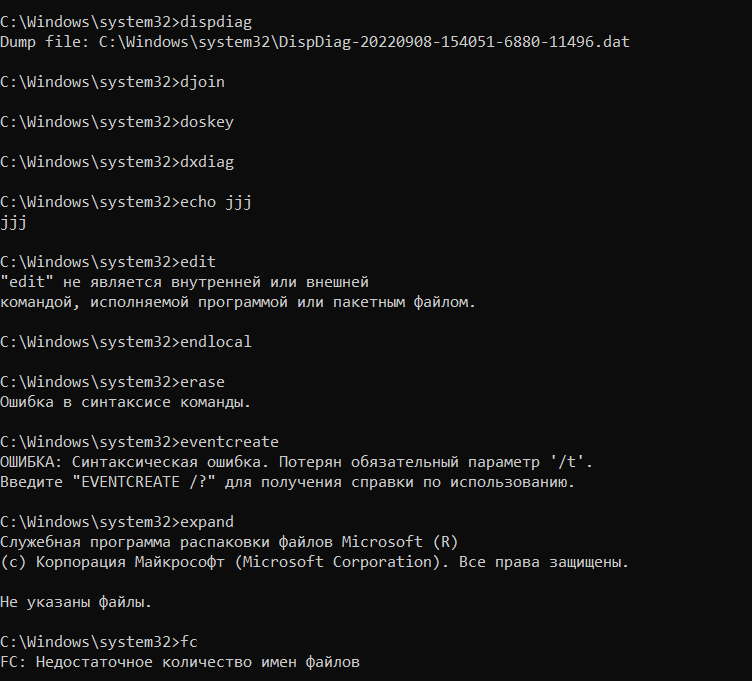 C:\Windows\system32>dispdiag
Dump file: C:\Windows\system32\DispDiag-20220908-154051-6880-11496.dat
C:\Windows\system32>djoin
C:\Windows\system32>doskey
C:\Windows\system32>dxdiag
C:\Windows\system32>echo jjj
jjj
C:\Windows\system32>edit
"edit" не является внутренней или внешней
командой, исполняемой программой или пакетным файлом.
C:\Windows\system32>endlocal
C:\Windows\system32>erase
Ошибка в синтаксисе команды.
C:\Windows\system32>eventcreate
ОШИБКА: Синтаксическая ошибка. Потерян обязательный параметр '/t'.
Введите "EVENTCREATE /?" для получения справки по использованию.
C:\Windows\system32>expand
Служебная программа распаковки файлов Microsoft (R)
(c) Корпорация Майкрософт (Microsoft Corporation). Все права защищены.
Не указаны файлы.
C:\Windows\system32>fc
FC: Недостаточное количество имен файлов